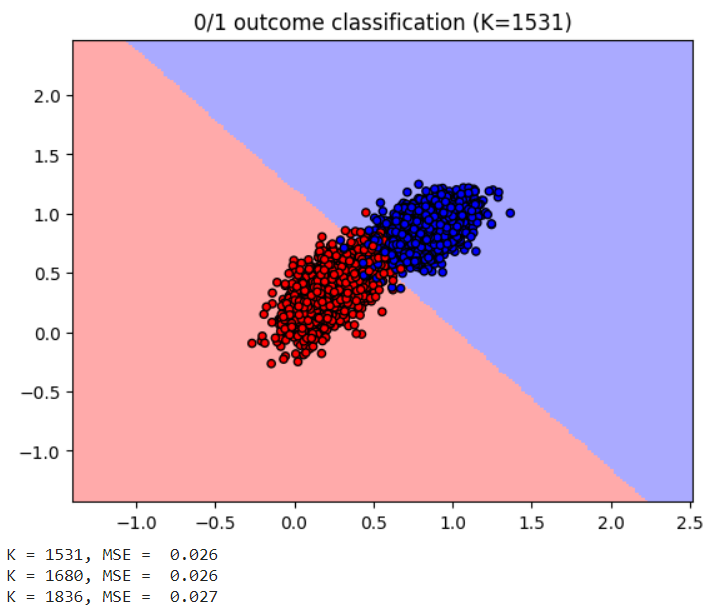 0/1 outcome classification (K=1531)
2.0
1.5
1.0
0.5
0.0
−0.5
−1.0
−1.0 −0.5 0.0 0.5 1.0 1.5 2.0 2.5
K = 1531, MSE =  0.026
K = 1680, MSE =  0.026
K = 1836, MSE =  0.027